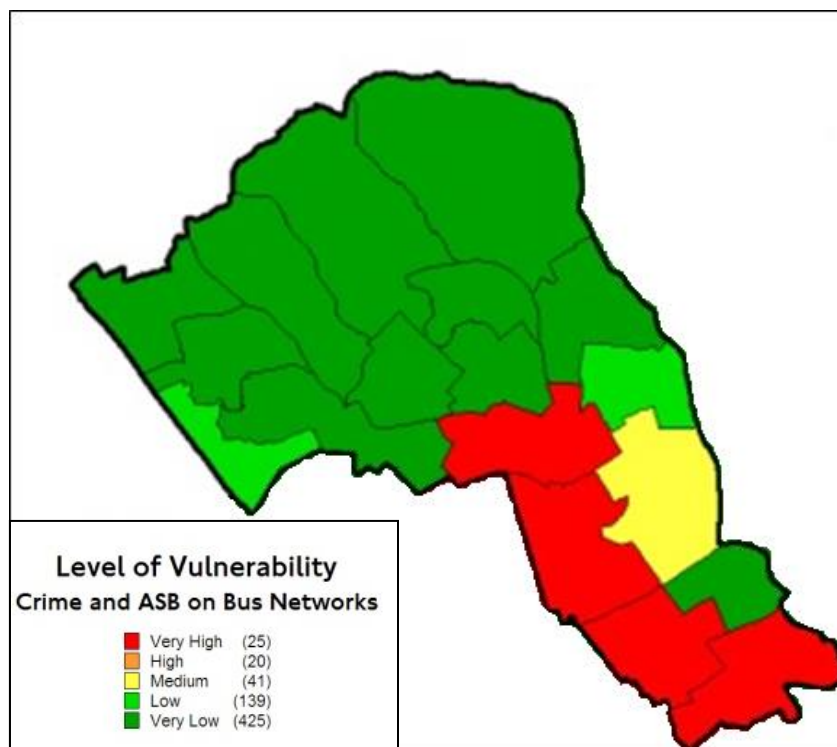 Level of Vulnerability
Crime and ASB on Bus Networks
Very High (25)
High (20)
Medium (41)
Low (139)
Very Low (425)